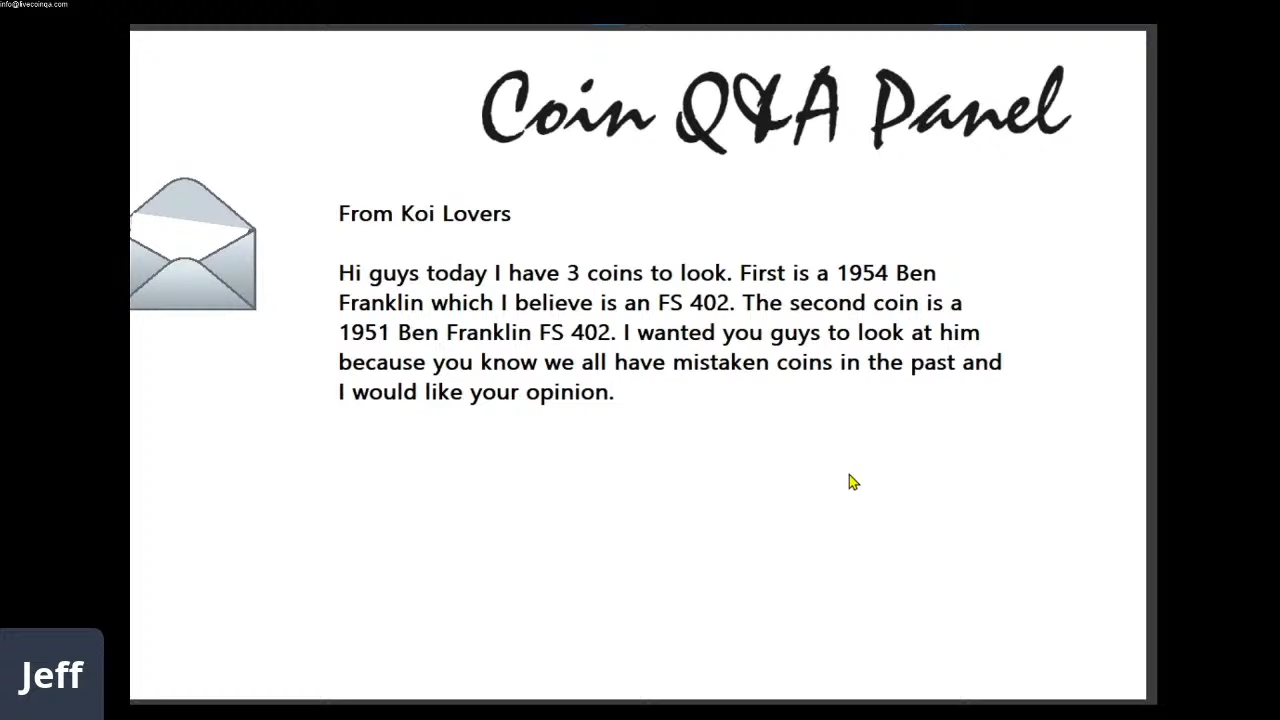 info@livecoinqa.com
Coin Q&A Panel
From Koi Lovers
Hi guys today I have 3 coins to look. First is a 1954 Ben
Franklin which I believe is an FS 402. The second coin is a
1951 Ben Franklin FS 402. I wanted you guys to look at him
because you know we all have mistaken coins in the past and
I would like your opinion.
Jeff